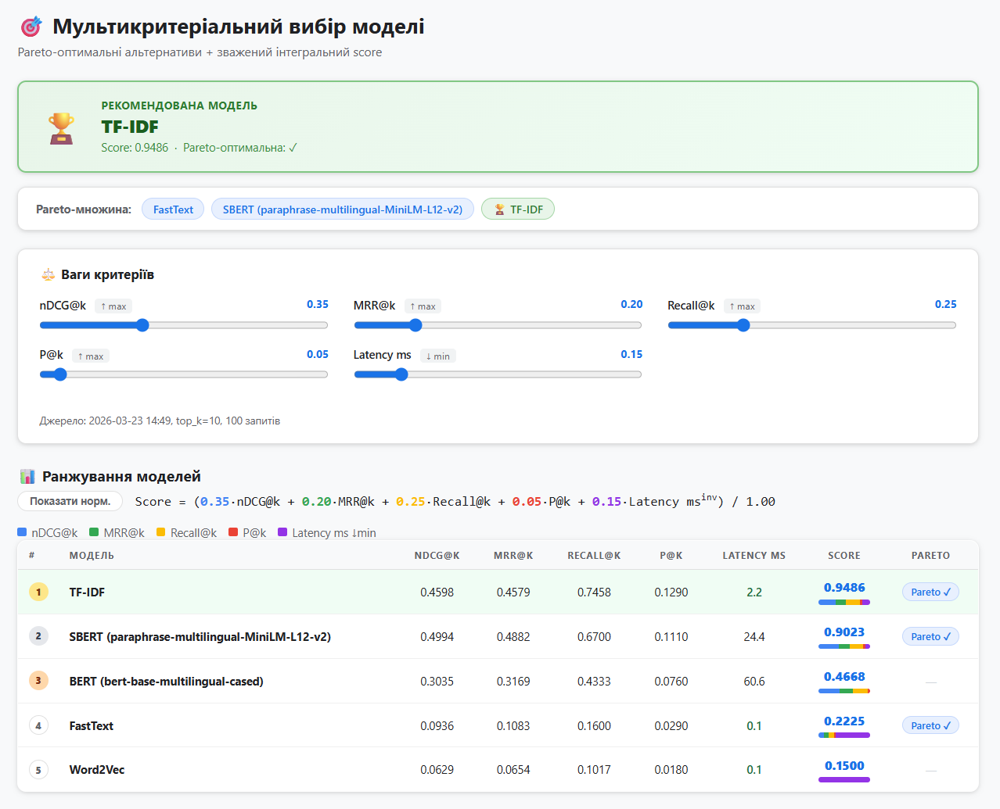 Мультикритеріальний вибір моделі
Pareto-оптимальні альтернативи + зважений інтегральний score
РЕКОМЕНДОВАНА МОДЕЛЬ
TF-IDF
Score: 0.9486 · Pareto-оптимальна: ✓
Pareto-множина: FastText SBERT (paraphrase-multilingual-MiniLM-L12-v2) TF-IDF
Ваги критеріїв
nDCG@k ↑ max 0.35 MRR@k ↑ max 0.20 Recall@k ↑ max 0.25
P@k ↑ max 0.05 Latency ms ↓ min 0.15
Джерело: 2026-03-23 14:49, top_k=10, 100 запитів
Ранжування моделей
Показати норм. Score = (0.35·nDCG@k + 0.20·MRR@k + 0.25·Recall@k + 0.05·P@k + 0.15·Latency msⁱⁿᵛ) / 1.00
nDCG@k MRR@k Recall@k P@k Latency ms ↓min
# МОДЕЛЬ NDCG@K MRR@K RECALL@K P@K LATENCY MS SCORE PARETO
1 TF-IDF 0.4598 0.4579 0.7458 0.1290 2.2 0.9486 Pareto ✓
2 SBERT (paraphrase-multilingual-MiniLM-L12-v2) 0.4994 0.4882 0.6700 0.1110 24.4 0.9023 Pareto ✓
3 BERT (bert-base-multilingual-cased) 0.3035 0.3169 0.4333 0.0760 60.6 0.4668 —
4 FastText 0.0936 0.1083 0.1600 0.0290 0.1 0.2225 Pareto ✓
5 Word2Vec 0.0629 0.0654 0.1017 0.0180 0.1 0.1500 —